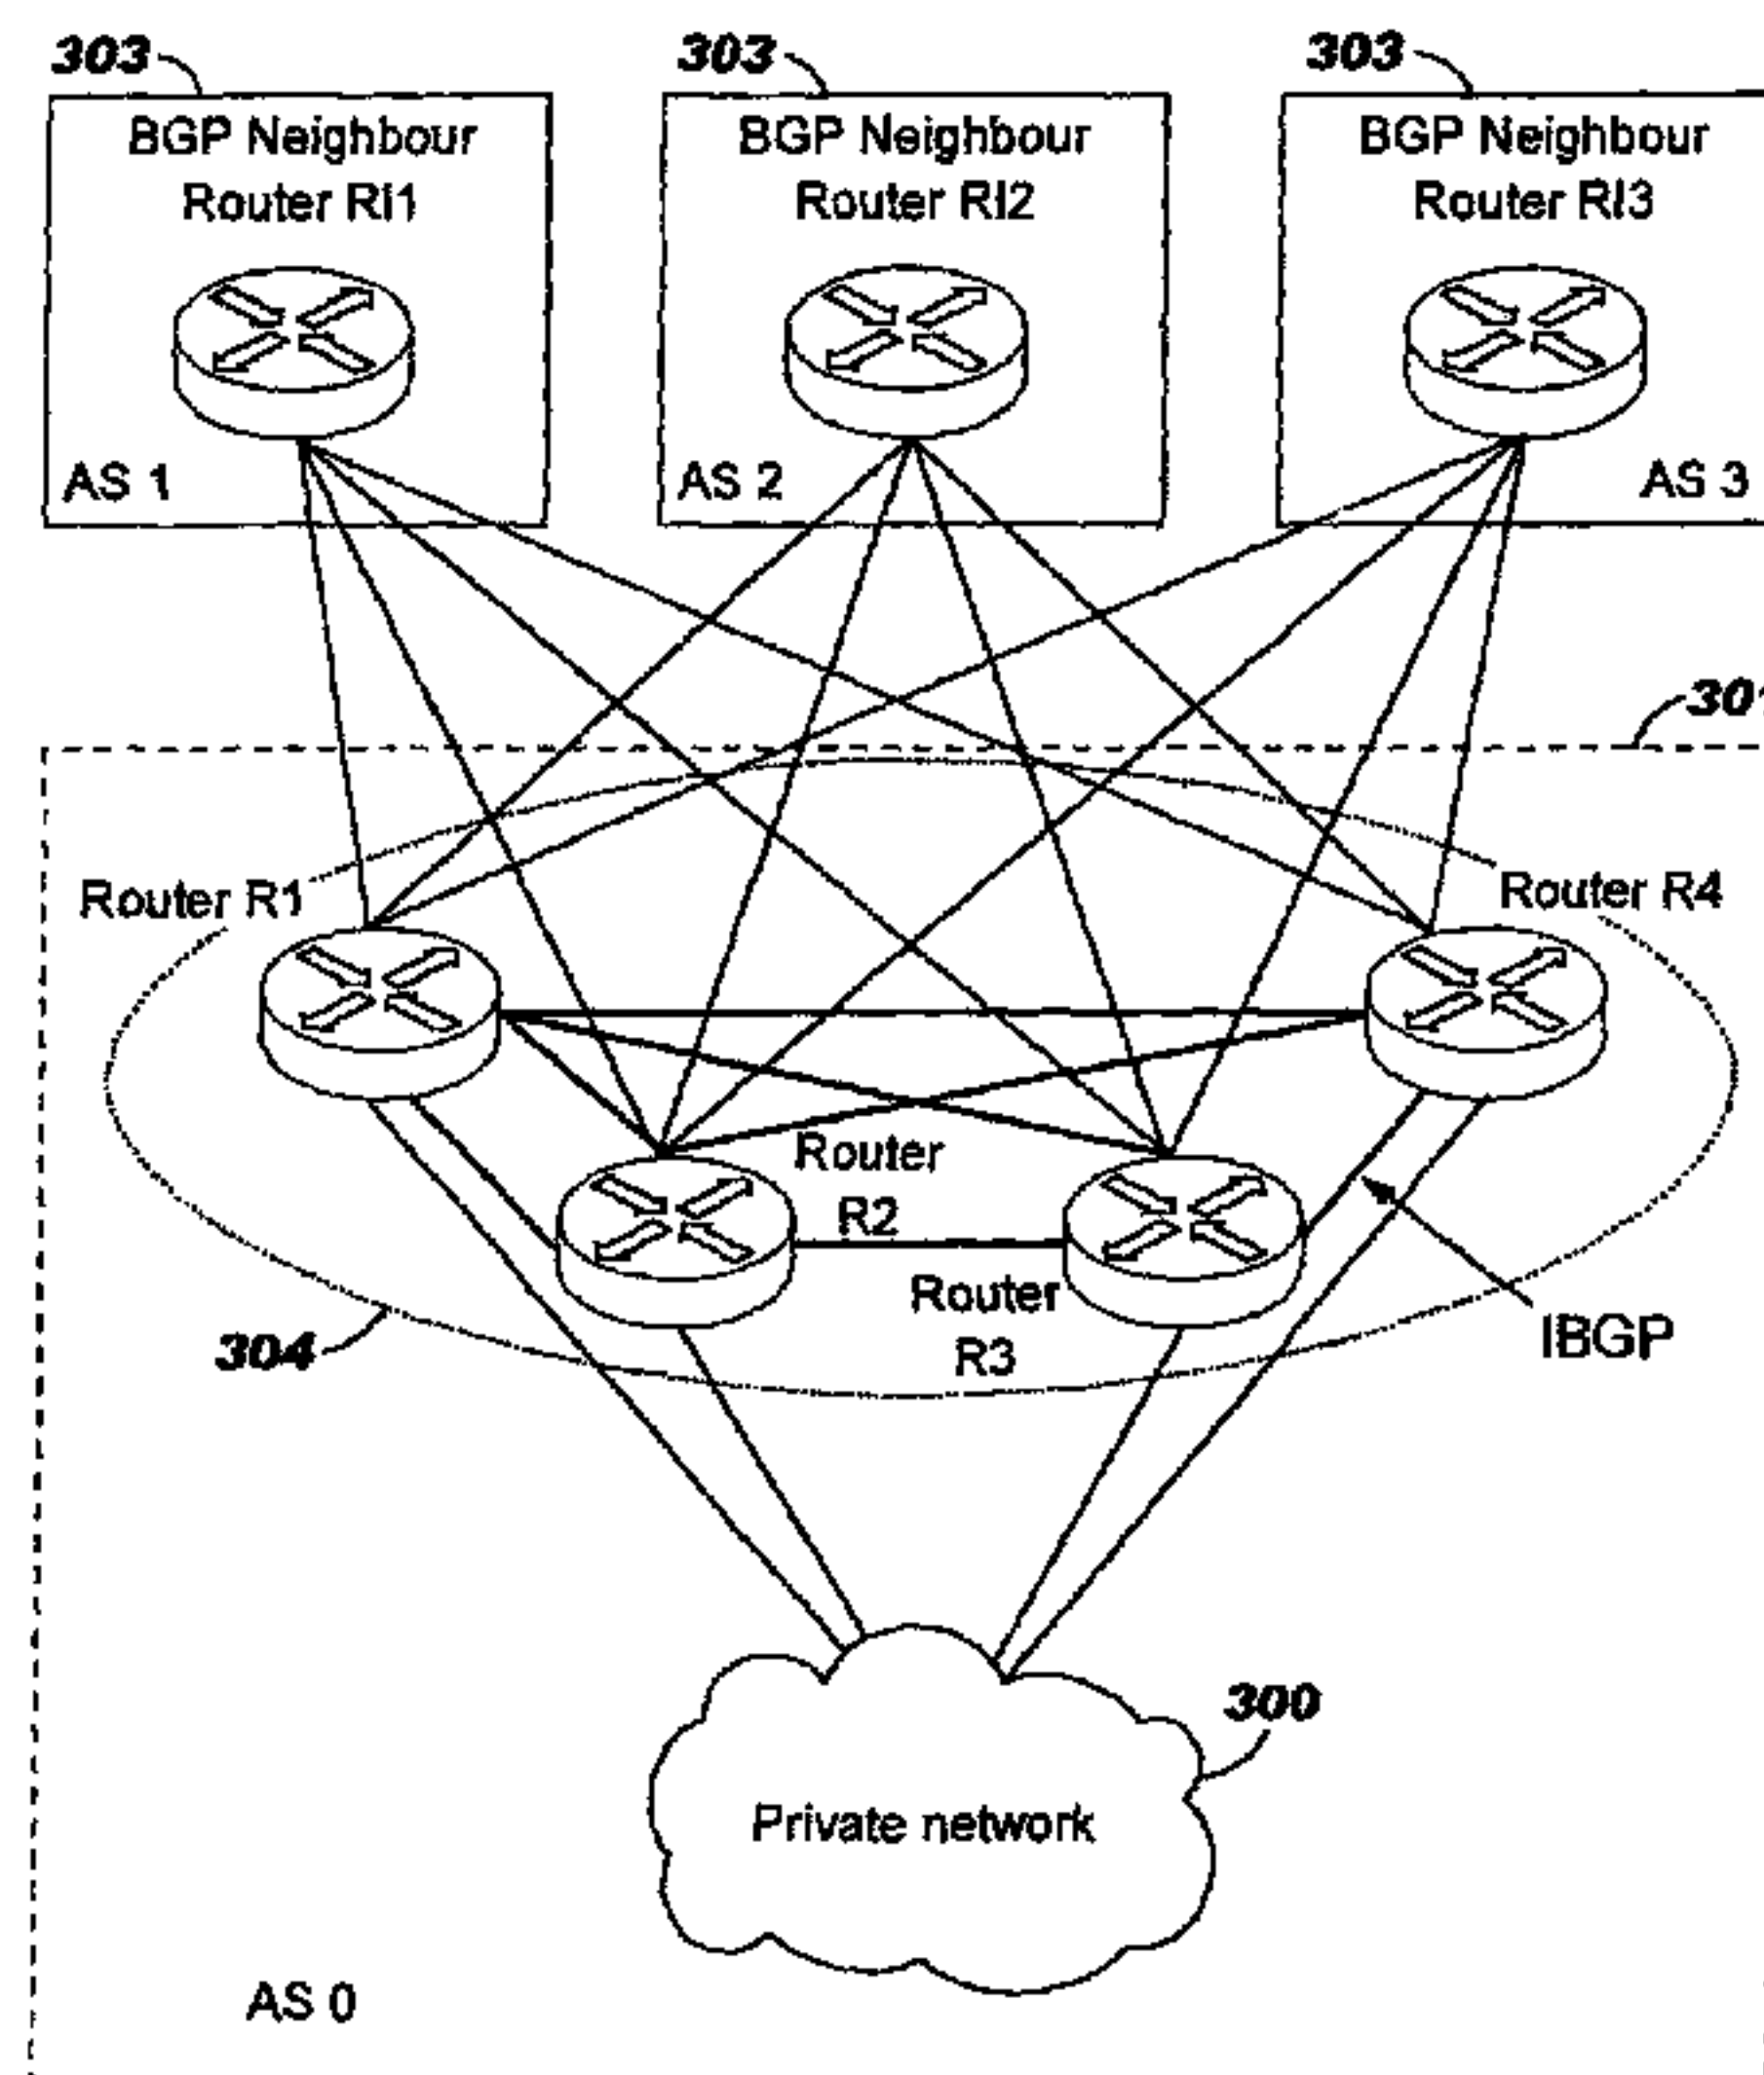 303
303
303
BGP Neighbour
Router RI1
BGP Neighbour
Router RI2
BGP Neighbour
Router RI3
AS 1
AS 2
AS 3
301
Router R1
Router R4
Router
R2
Router
R3
304
IBGP
300
Private network
AS 0